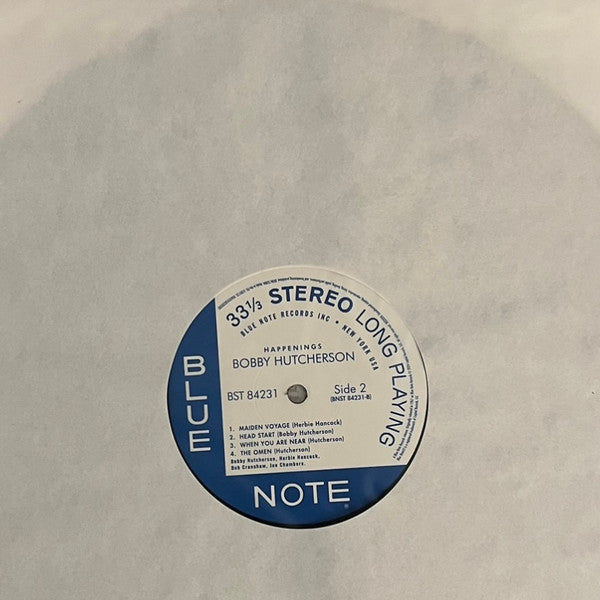 33⅓ STEREO LONG PLAYING
BLUE NOTE RECORDS INC • NEW YORK USA
HAPPENINGS
BOBBY HUTCHERSON
BST 84231
Side 2
(BNST 84231-B)
1. MAIDEN VOYAGE (Herbie Hancock)
2. HEAD START (Bobby Hutcherson)
3. WHEN YOU ARE NEAR (Hutcherson)
4. THE OMEN (Hutcherson)
Bobby Hutcherson, Herbie Hancock,
Bob Cranshaw, Joe Chambers.
BLUE
NOTE
®